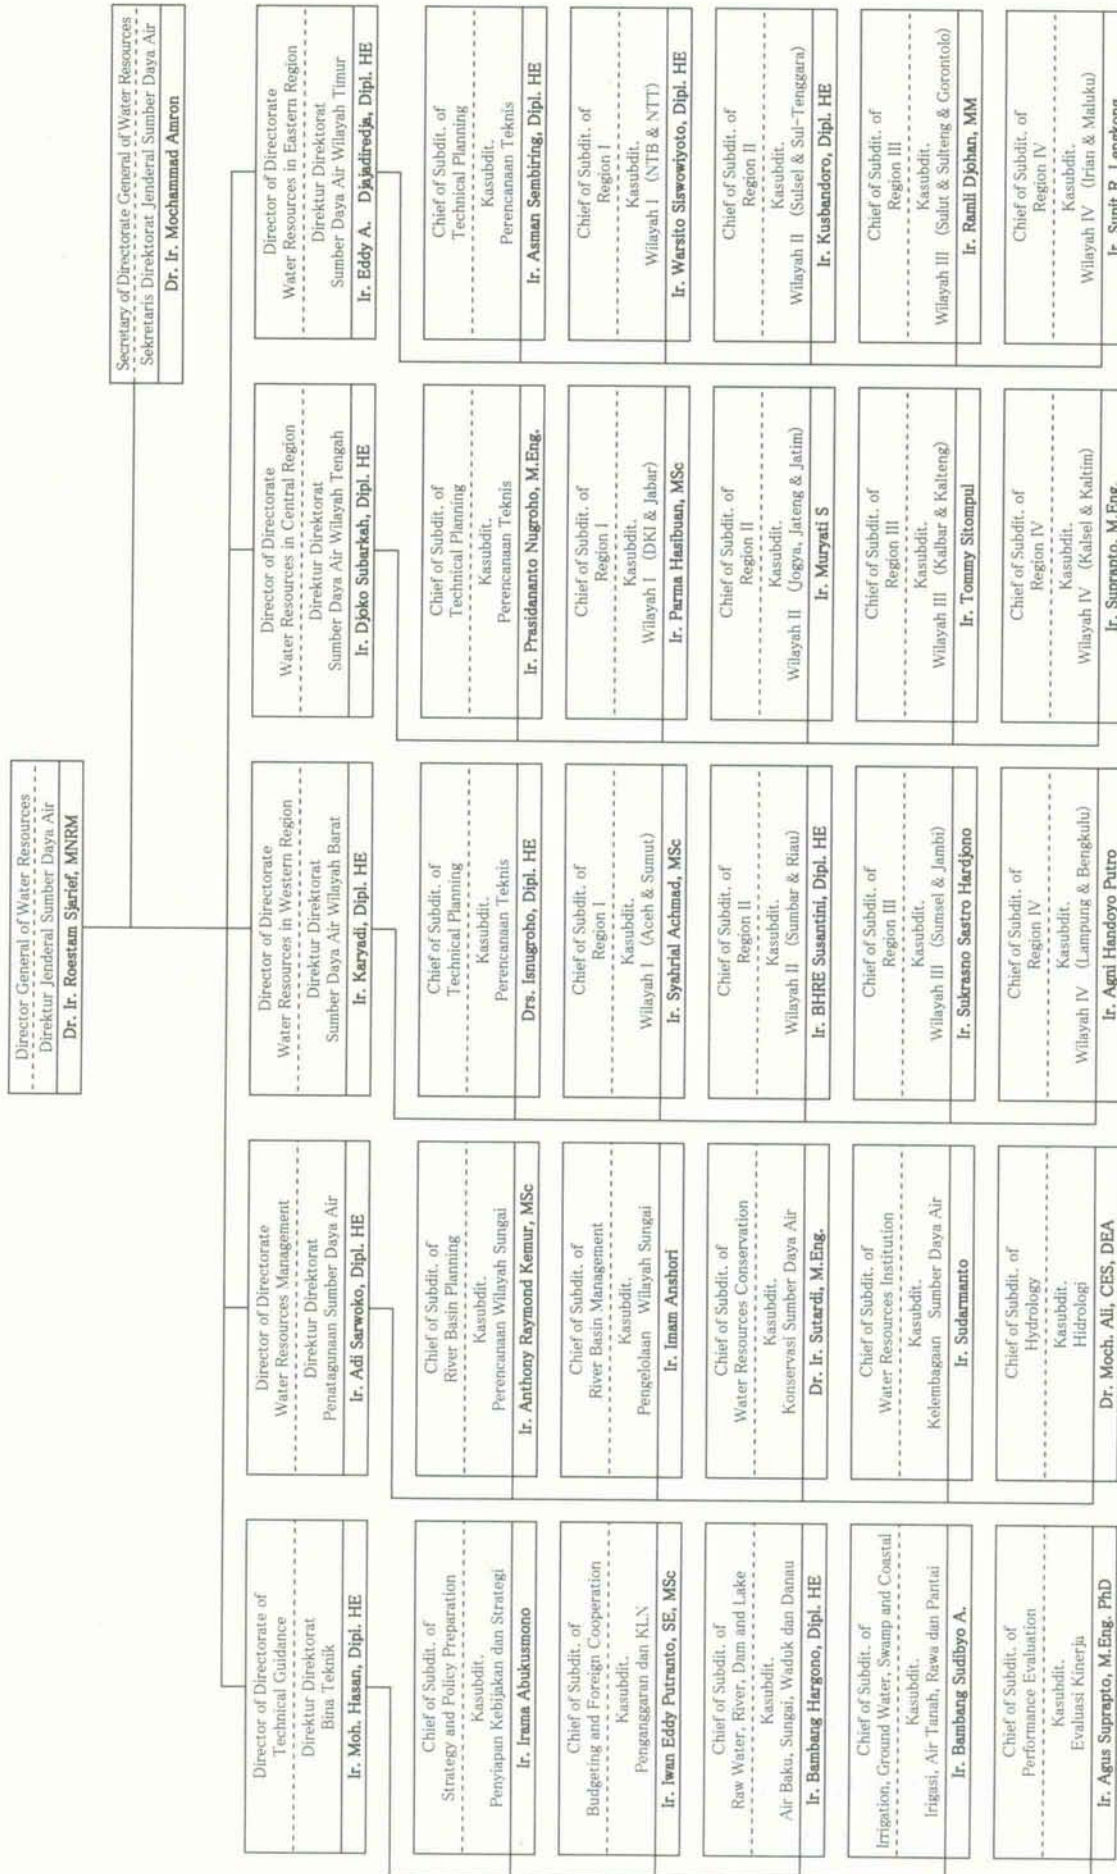 Director General of Water Resources
Direktur Jenderal Sumber Daya Air
Dr. Ir. Roestam Sjarief, MNRM
Secretary of Directorate General of Water Resources
Sekretaris Direktorat Jenderal Sumber Daya Air
Dr. Ir. Mochammad Amron
Director of Directorate of
Technical Guidance
Direktur Direktorat
Bina Teknik
Ir. Moh. Hasan, Dipl. HE
Chief of Subdit. of
Strategy and Policy Preparation
Kasubdit.
Penyiapan Kebijakan dan Strategi
Ir. Irama Abukusmono
Chief of Subdit. of
Budgeting and Foreign Cooperation
Kasubdit.
Penganggaran dan KLN
Ir. Iwan Eddy Putranto, SE, MSc
Chief of Subdit. of
Raw Water, River, Dam and Lake
Kasubdit.
Air Baku, Sungai, Waduk dan Danau
Ir. Bambang Hargono, Dipl. HE
Chief of Subdit. of
Irrigation, Ground Water, Swamp and Coastal
Kasubdit.
Irigasi, Air Tanah, Rawa dan Pantai
Ir. Bambang Sudibyo A.
Chief of Subdit. of
Performance Evaluation
Kasubdit.
Evaluasi Kinerja
Ir. Agus Suprapto, M.Eng. PhD
Director of Directorate
Water Resources Management
Direktur Direktorat
Penatagunaan Sumber Daya Air
Ir. Adi Sarwoko, Dipl. HE
Chief of Subdit. of
River Basin Planning
Kasubdit.
Perencanaan Wilayah Sungai
Ir. Anthony Raymond Kemur, MSc
Chief of Subdit. of
River Basin Management
Kasubdit.
Pengelolaan Wilayah Sungai
Ir. Imam Anshori
Chief of Subdit. of
Water Resources Conservation
Kasubdit.
Konservasi Sumber Daya Air
Dr. Ir. Sutardi, M.Eng.
Chief of Subdit. of
Water Resources Institution
Kasubdit.
Kelembagaan Sumber Daya Air
Ir. Sudarmanto
Chief of Subdit. of
Hydrology
Kasubdit.
Hidrologi
Dr. Moch. Ali, CES, DEA
Director of Directorate
Water Resources in Western Region
Direktur Direktorat
Sumber Daya Air Wilayah Barat
Ir. Karyadi, Dipl. HE
Chief of Subdit. of
Technical Planning
Kasubdit.
Perencanaan Teknis
Drs. Isnugroho, Dipl. HE
Chief of Subdit. of
Region I
Kasubdit.
Wilayah I (Aceh & Sumut)
Ir. Syahrial Achmad, MSc
Chief of Subdit. of
Region II
Kasubdit.
Wilayah II (Sumbar & Riau)
Ir. BHRE Susantini, Dipl. HE
Chief of Subdit. of
Region III
Kasubdit.
Wilayah III (Sumsel & Jambi)
Ir. Sukrasno Sastro Hardjono
Chief of Subdit. of
Region IV
Kasubdit.
Wilayah IV (Lampung & Bengkulu)
Ir. Agni Handoyo Putro
Director of Directorate
Water Resources in Central Region
Direktur Direktorat
Sumber Daya Air Wilayah Tengah
Ir. Djoko Subarkah, Dipl. HE
Chief of Subdit. of
Technical Planning
Kasubdit.
Perencanaan Teknis
Ir. Prasidananto Nugroho, M.Eng.
Chief of Subdit. of
Region I
Kasubdit.
Wilayah I (DKI & Jabar)
Ir. Parma Hasibuan, MSc
Chief of Subdit. of
Region II
Kasubdit.
Wilayah II (Jogya, Jateng & Jatim)
Ir. Muryati S
Chief of Subdit. of
Region III
Kasubdit.
Wilayah III (Kalbar & Kalteng)
Ir. Tommy Sitompul
Chief of Subdit. of
Region IV
Kasubdit.
Wilayah IV (Kalsel & Kaltim)
Ir. Suprapto, M.Eng.
Director of Directorate
Water Resources in Eastern Region
Direktur Direktorat
Sumber Daya Air Wilayah Timur
Ir. Eddy A. Djajadiredja, Dipl. HE
Chief of Subdit. of
Technical Planning
Kasubdit.
Perencanaan Teknis
Ir. Asman Sembiring, Dipl. HE
Chief of Subdit. of
Region I
Kasubdit.
Wilayah I (NTB & NTT)
Ir. Warsito Siswowiyoto, Dipl. HE
Chief of Subdit. of
Region II
Kasubdit.
Wilayah II (Sulsel & Sul-Tenggara)
Ir. Kusbandoro, Dipl. HE
Chief of Subdit. of
Region III
Kasubdit.
Wilayah III (Sulut & Sulteng & Gorontolo)
Ir. Ramli Djohan, MM
Chief of Subdit. of
Region IV
Kasubdit.
Wilayah IV (Irian & Maluku)
Ir.